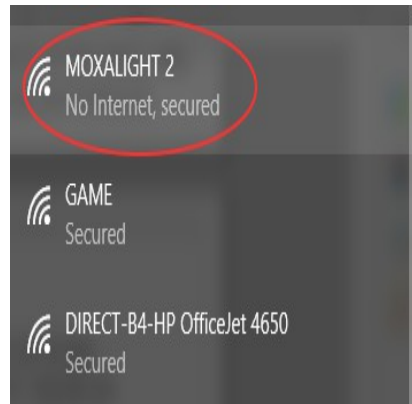 MOXALIGHT 2
No Internet, secured
GAME
Secured
DIRECT-B4-HP OfficeJet 4650
Secured